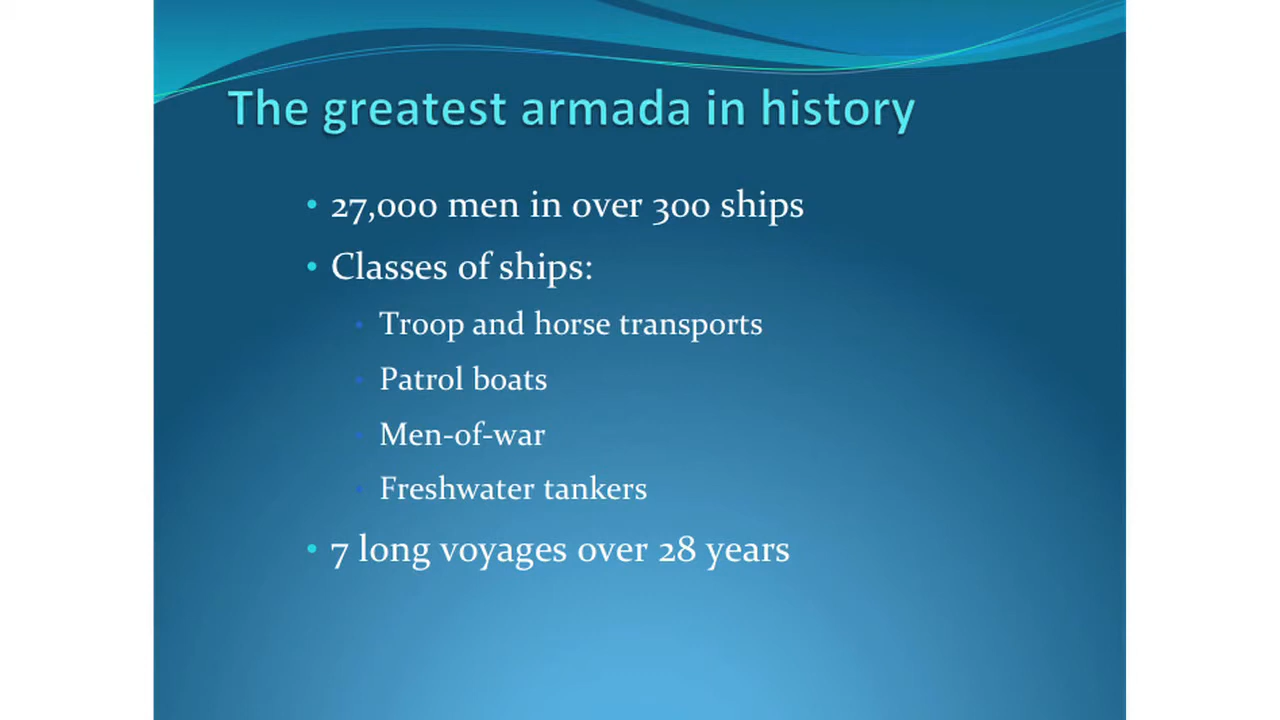 The greatest armada in history
• 27,000 men in over 300 ships
• Classes of ships:
• Troop and horse transports
• Patrol boats
• Men-of-war
• Freshwater tankers
• 7 long voyages over 28 years